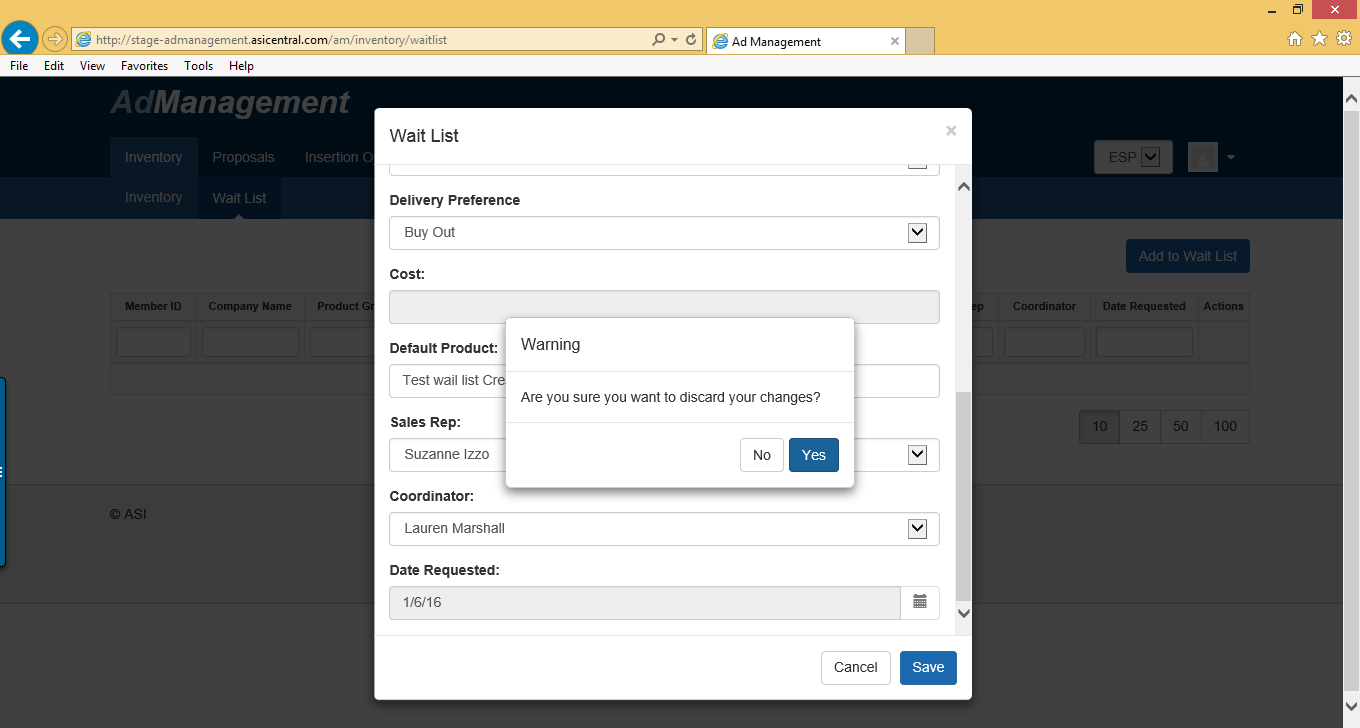 http://stage-admanagement.asicentral.com/am/inventory/waitlist
Ad Management
File Edit View Favorites Tools Help
AdManagement
Inventory Proposals Insertion O
ESP
Inventory Wait List
Add to Wait List
Member ID Company Name Product Gr ep Coordinator Date Requested Actions
10 25 50 100
© ASI
Wait List
×
Delivery Preference
Buy Out
Cost:
Default Product:
Test wail list Cre
Sales Rep:
Suzanne Izzo
Coordinator:
Lauren Marshall
Date Requested:
1/6/16
Cancel Save
Warning
Are you sure you want to discard your changes?
No Yes